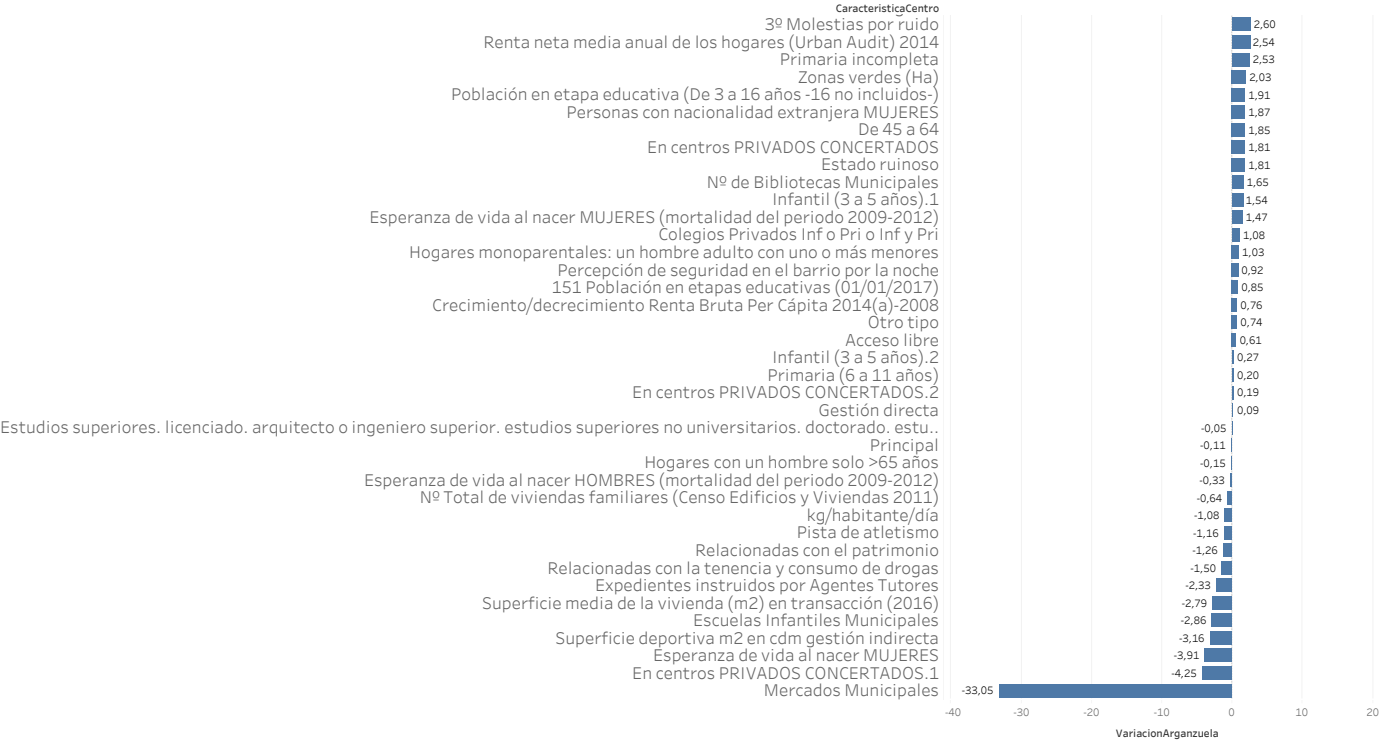 CaracteristicaCentro
3º Molestias por ruido 2,60
Renta neta media anual de los hogares (Urban Audit) 2014 2,54
Primaria incompleta 2,53
Zonas verdes (Ha) 2,03
Población en etapa educativa (De 3 a 16 años -16 no incluidos-) 1,91
Personas con nacionalidad extranjera MUJERES 1,87
De 45 a 64 1,85
En centros PRIVADOS CONCERTADOS 1,81
Estado ruinoso 1,81
Nº de Bibliotecas Municipales 1,65
Infantil (3 a 5 años).1 1,54
Esperanza de vida al nacer MUJERES (mortalidad del periodo 2009-2012) 1,47
Colegios Privados Inf o Pri o Inf y Pri 1,08
Hogares monoparentales: un hombre adulto con uno o más menores 1,03
Percepción de seguridad en el barrio por la noche 0,92
151 Población en etapas educativas (01/01/2017) 0,85
Crecimiento/decrecimiento Renta Bruta Per Cápita 2014(a)-2008 0,76
Otro tipo 0,74
Acceso libre 0,61
Infantil (3 a 5 años).2 0,27
Primaria (6 a 11 años) 0,20
En centros PRIVADOS CONCERTADOS.2 0,19
Gestión directa 0,09
Estudios superiores. licenciado. arquitecto o ingeniero superior. estudios superiores no universitarios. doctorado. estu.. -0,05
Principal -0,11
Hogares con un hombre solo >65 años -0,15
Esperanza de vida al nacer HOMBRES (mortalidad del periodo 2009-2012) -0,33
Nº Total de viviendas familiares (Censo Edificios y Viviendas 2011) -0,64
kg/habitante/día -1,08
Pista de atletismo -1,16
Relacionadas con el patrimonio -1,26
Relacionadas con la tenencia y consumo de drogas -1,50
Expedientes instruidos por Agentes Tutores -2,33
Superficie media de la vivienda (m2) en transacción (2016) -2,79
Escuelas Infantiles Municipales -2,86
Superficie deportiva m2 en cdm gestión indirecta -3,16
Esperanza de vida al nacer MUJERES -3,91
En centros PRIVADOS CONCERTADOS.1 -4,25
Mercados Municipales -33,05
-40 -30 -20 -10 0 10 20
VariacionArganzuela